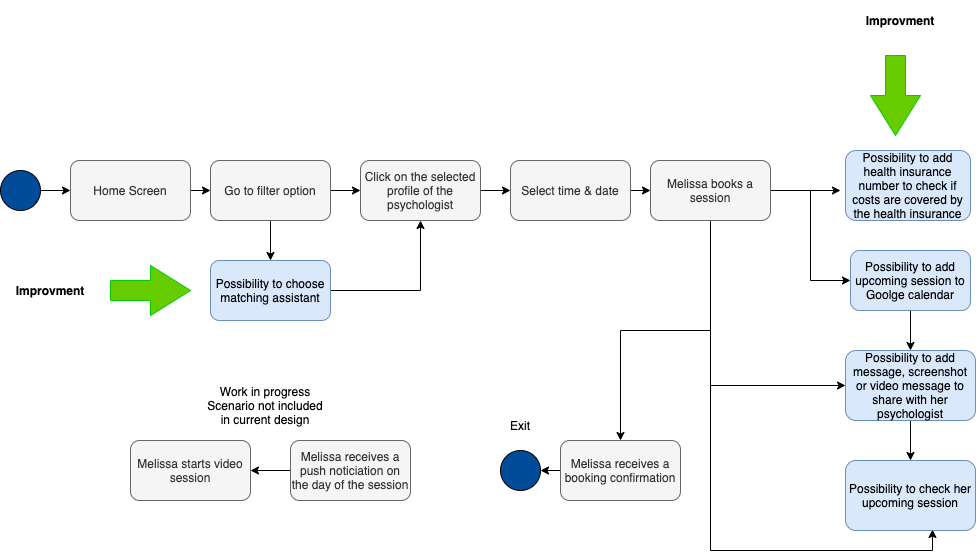 Improvment
Home Screen
Go to filter option
Click on the selected
profile of the
psychologist
Select time & date
Melissa books a
session
Possibility to add
health insurance
number to check if
costs are covered by
the health insurance
Improvment
Possibility to choose
matching assistant
Possibility to add
upcoming session to
Goolge calendar
Possibility to add
message, screenshot
or video message to
share with her
psychologist
Work in progress
Scenario not included
in current design
Exit
Melissa starts video
session
Melissa receives a
push noticiation on
the day of the session
Melissa receives a
booking confirmation
Possibility to check her
upcoming session